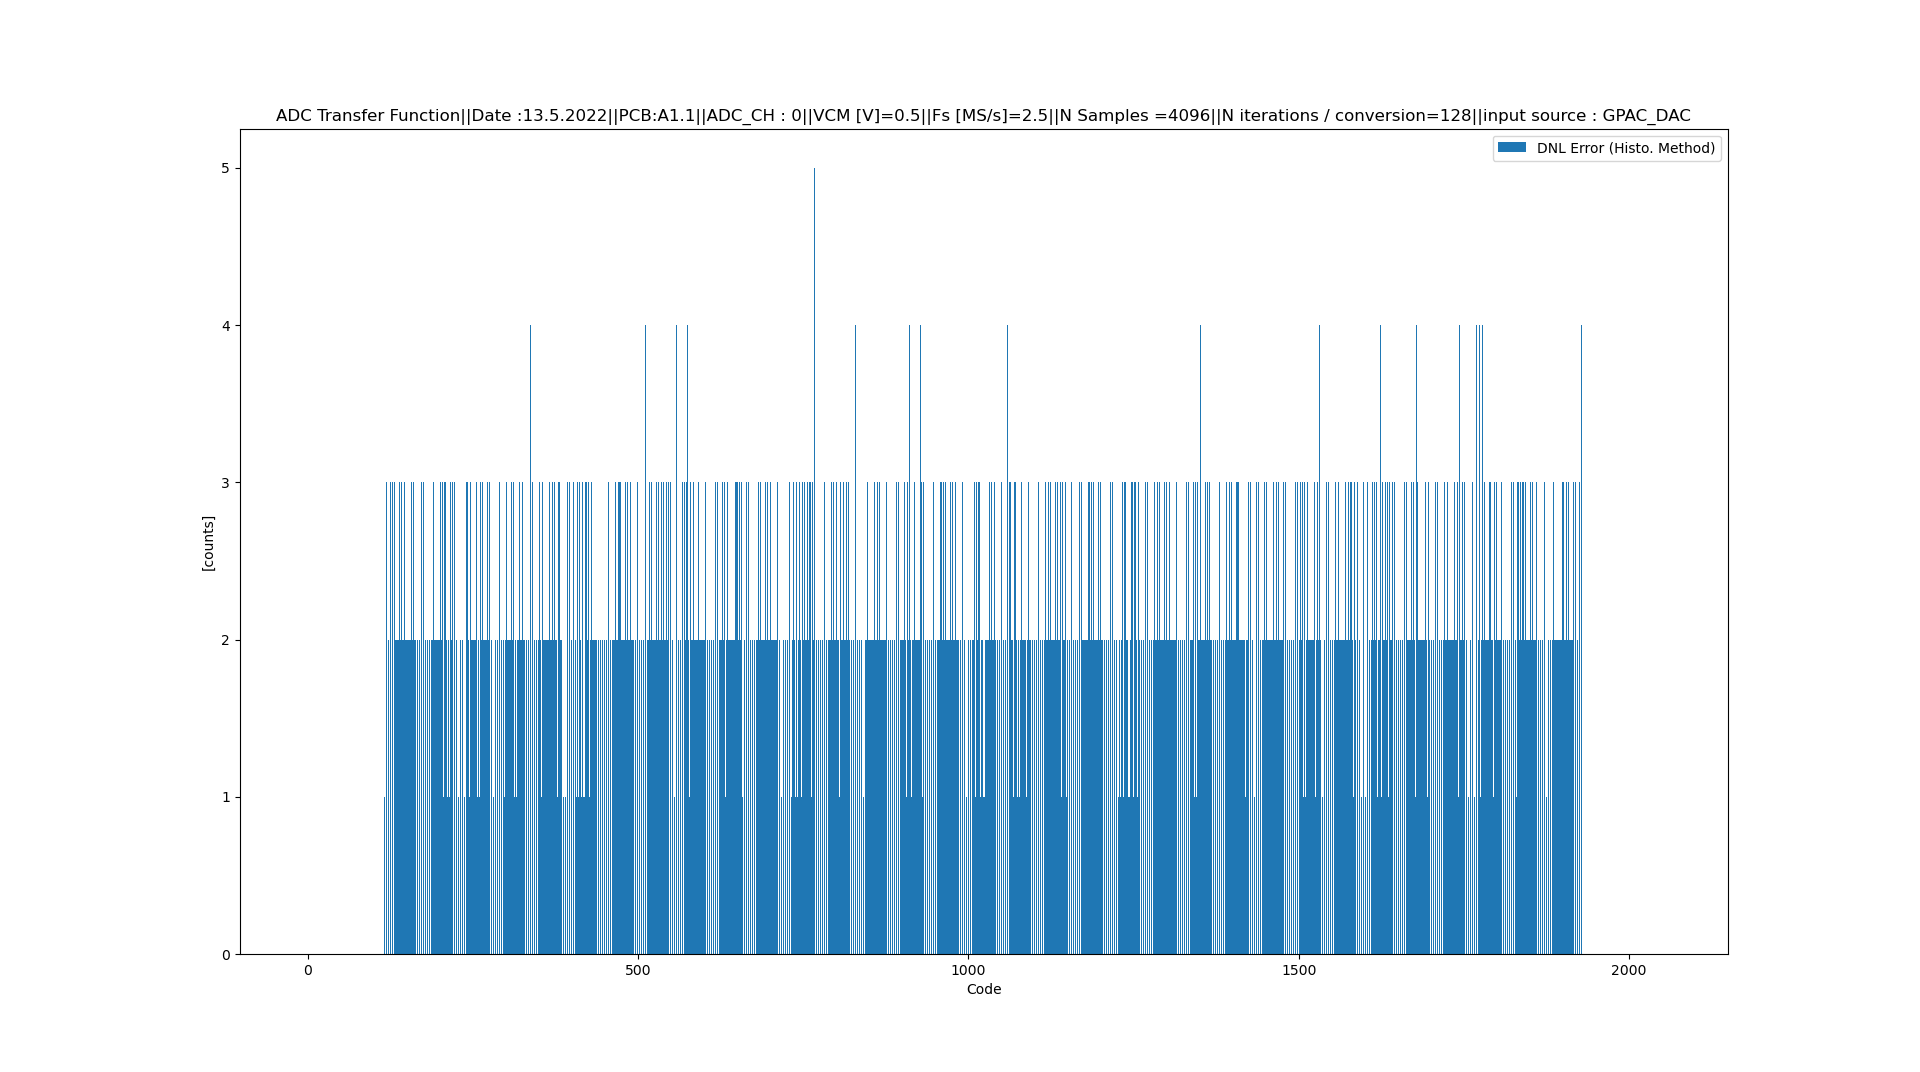 ADC Transfer Function||Date :13.5.2022||PCB:A1.1||ADC_CH : 0||VCM [V]=0.5||Fs [MS/s]=2.5||N Samples =4096||N iterations / conversion=128||input source : GPAC_DAC
DNL Error (Histo. Method)
5
4
3
2
1
0
[counts]
0 500 1000 1500 2000
Code